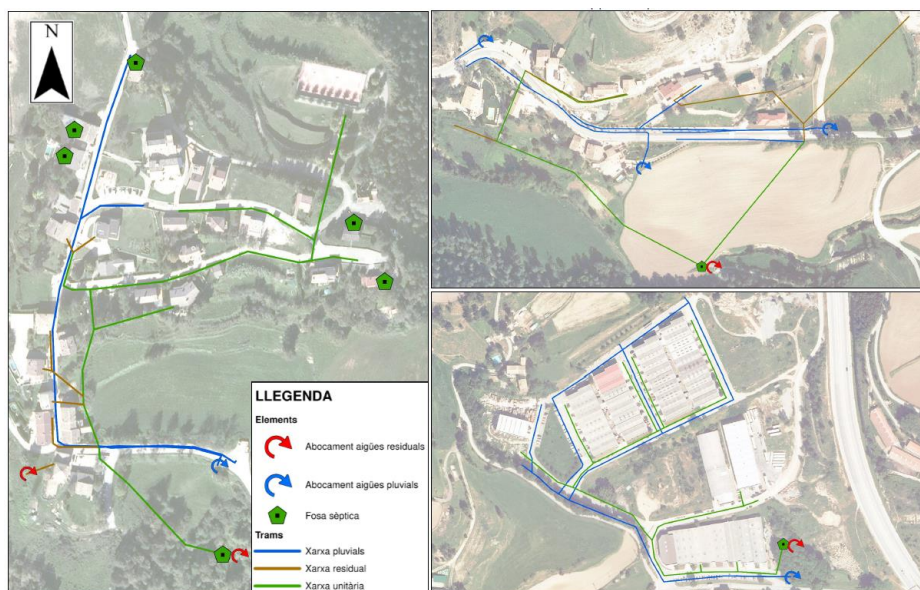 N
LLEGENDA
Elements
Abocament aigües residuals
Abocament aigües pluvials
Fosa sèptica
Trams
Xarxa pluvials
Xarxa residual
Xarxa unitària